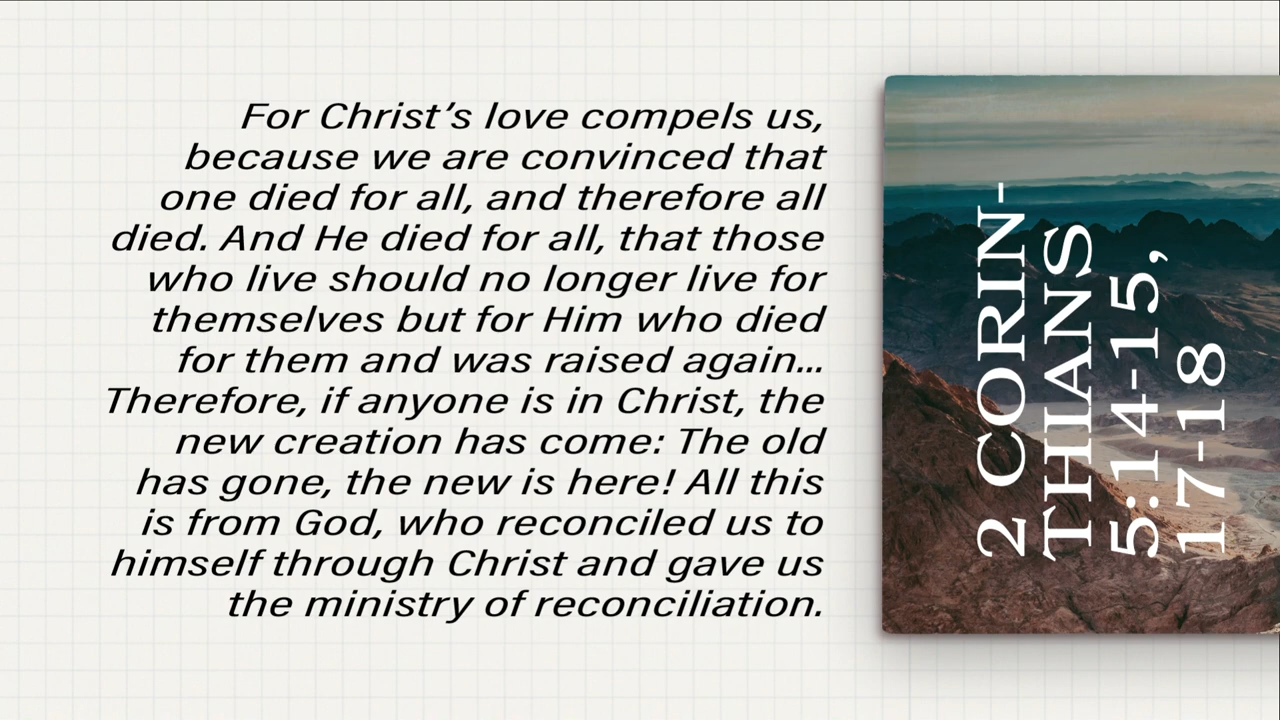 For Christ’s love compels us,
because we are convinced that
one died for all, and therefore all
died. And He died for all, that those
who live should no longer live for
themselves but for Him who died
for them and was raised again...
Therefore, if anyone is in Christ, the
new creation has come: The old
has gone, the new is here! All this
is from God, who reconciled us to
himself through Christ and gave us
the ministry of reconciliation.
2 CORIN-
THIANS
5:14-15,
17-18